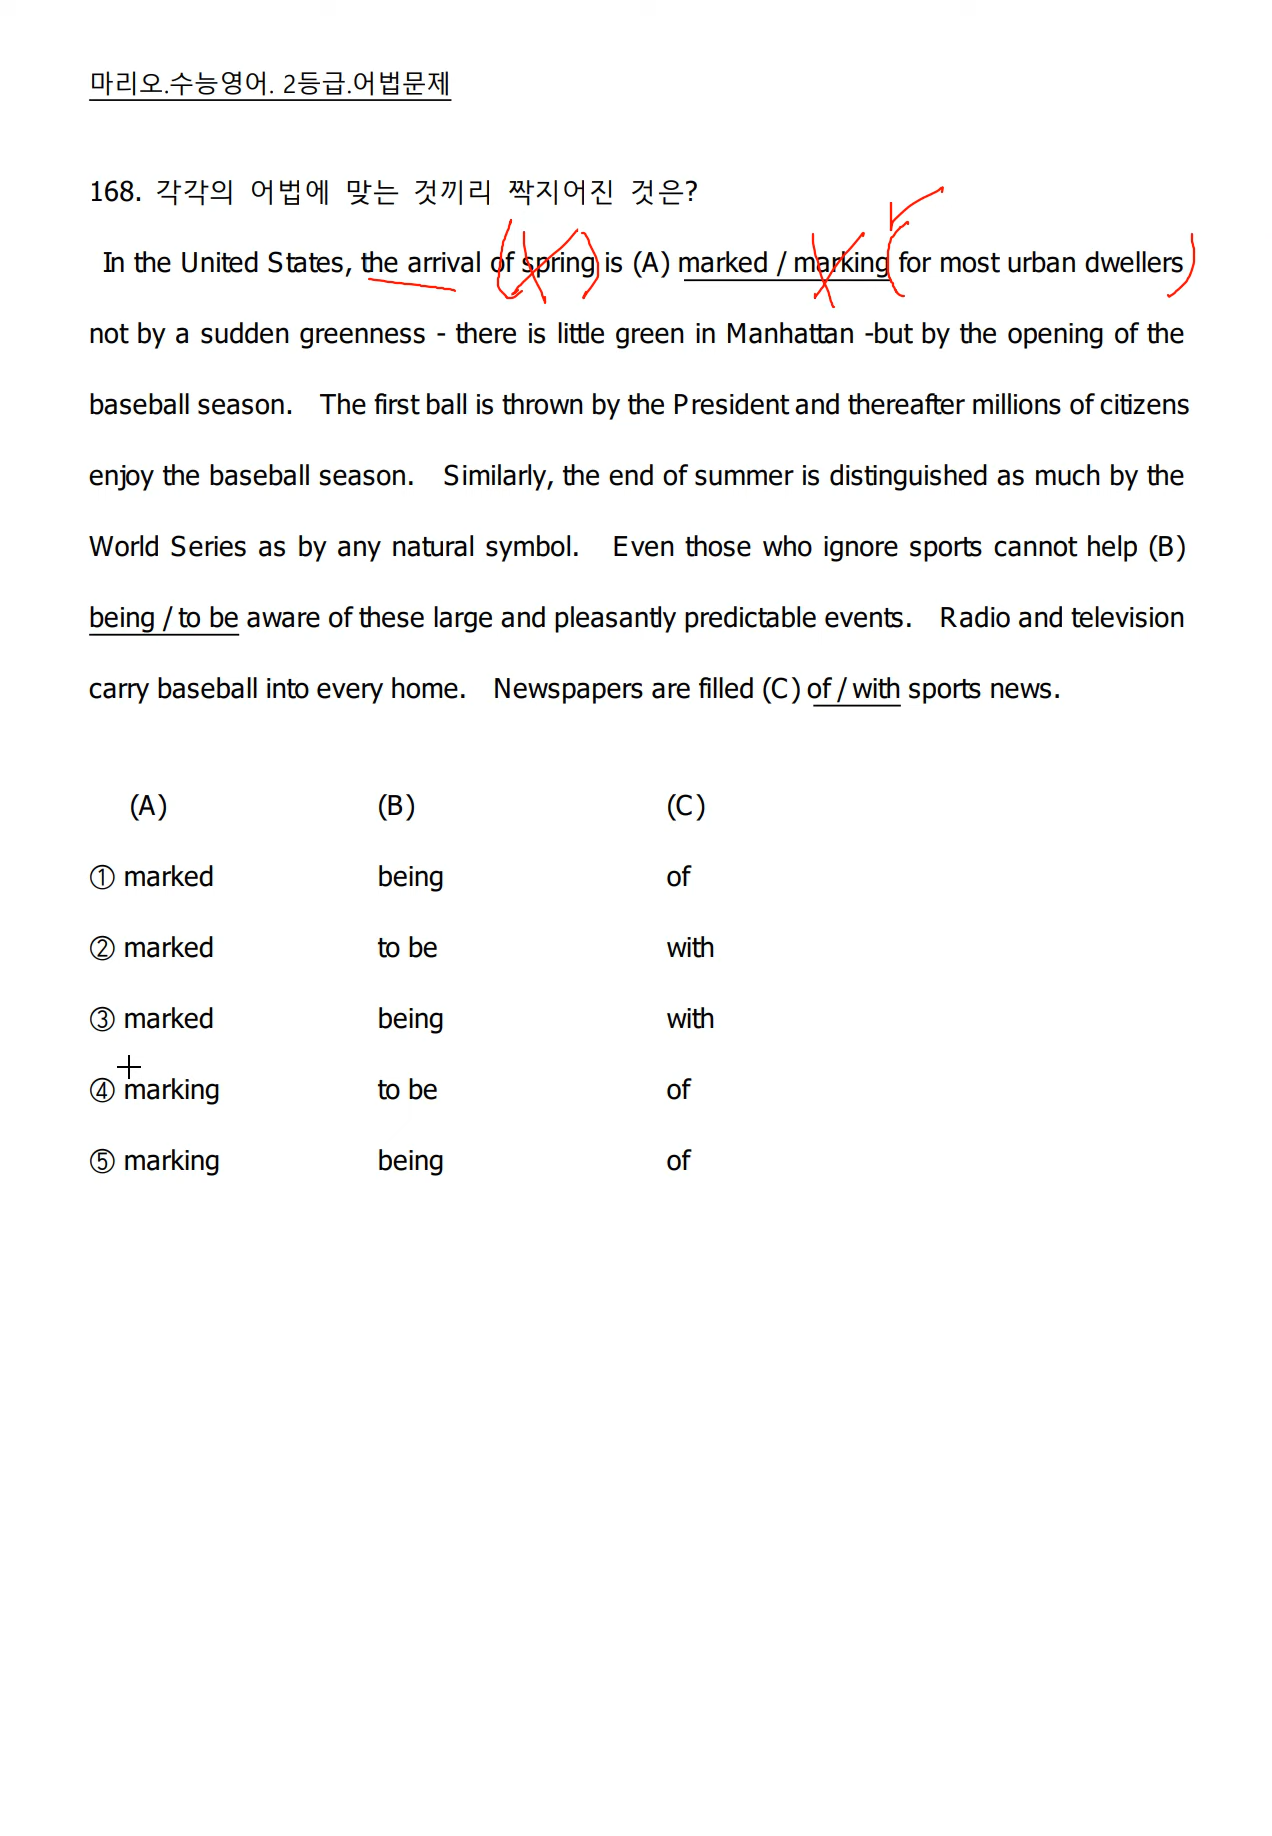 마리오.수능영어. 2등급.어법문제
168. 각각의 어법에 맞는 것끼리 짝지어진 것은?
In the United States, the arrival of spring is (A) marked / marking for most urban dwellers
not by a sudden greenness - there is little green in Manhattan -but by the opening of the
baseball season. The first ball is thrown by the President and thereafter millions of citizens
enjoy the baseball season. Similarly, the end of summer is distinguished as much by the
World Series as by any natural symbol. Even those who ignore sports cannot help (B)
being / to be aware of these large and pleasantly predictable events. Radio and television
carry baseball into every home. Newspapers are filled (C) of / with sports news.
(A) (B) (C)
① marked being of
② marked to be with
③ marked being with
④ marking to be of
⑤ marking being of